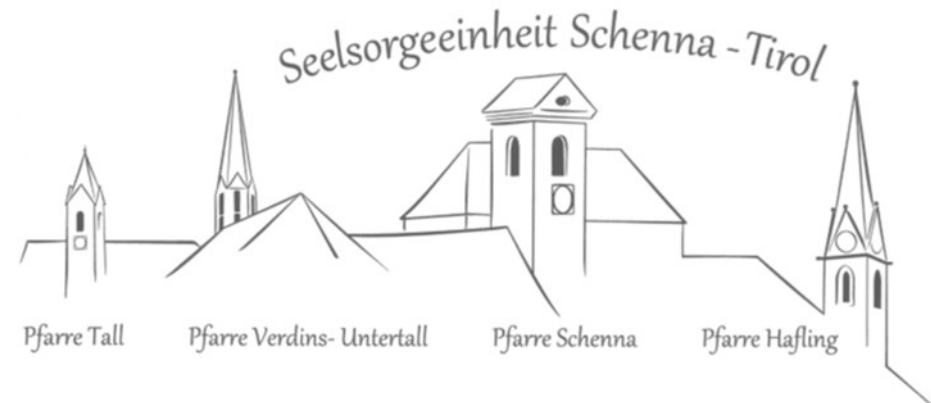 Seelsorgeeinheit Schenna - Tirol
Pfarre Tall
Pfarre Verdins- Untertall
Pfarre Schenna
Pfarre Hafling